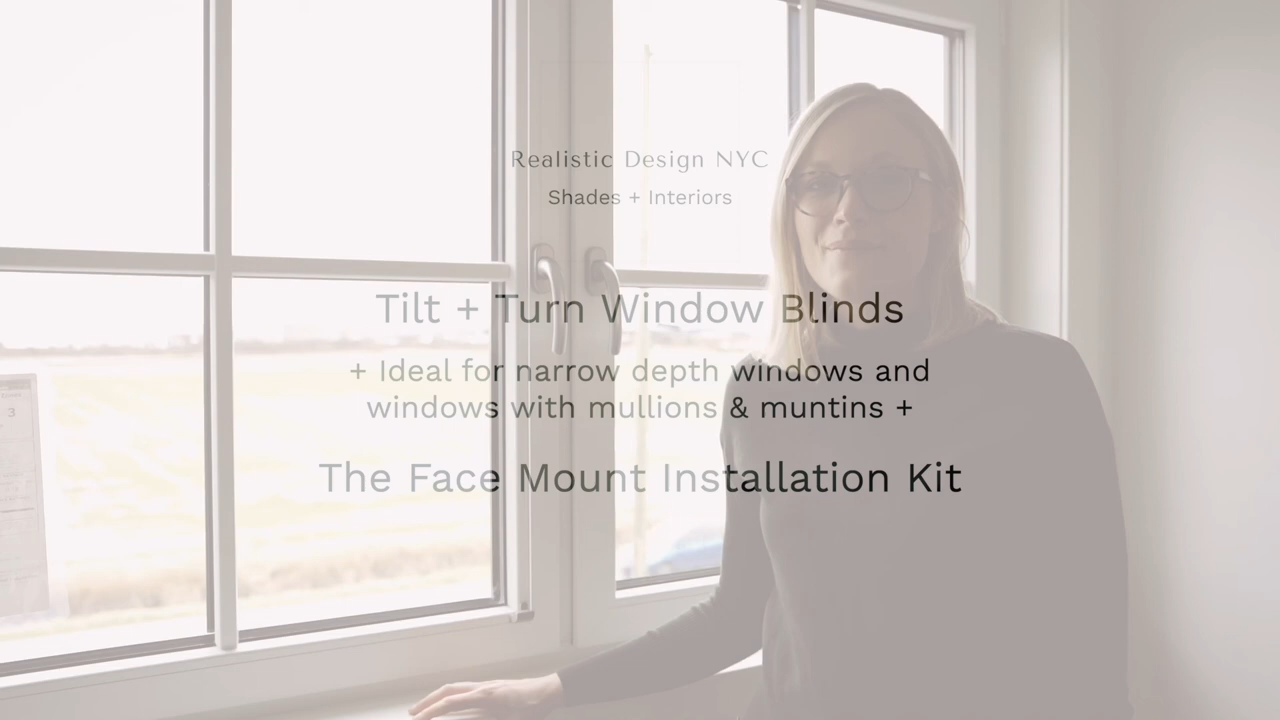 Realistic Design NYC
Shades + Interiors
Tilt + Turn Window Blinds
+ Ideal for narrow depth windows and
windows with mullions & muntins +
The Face Mount Installation Kit
3